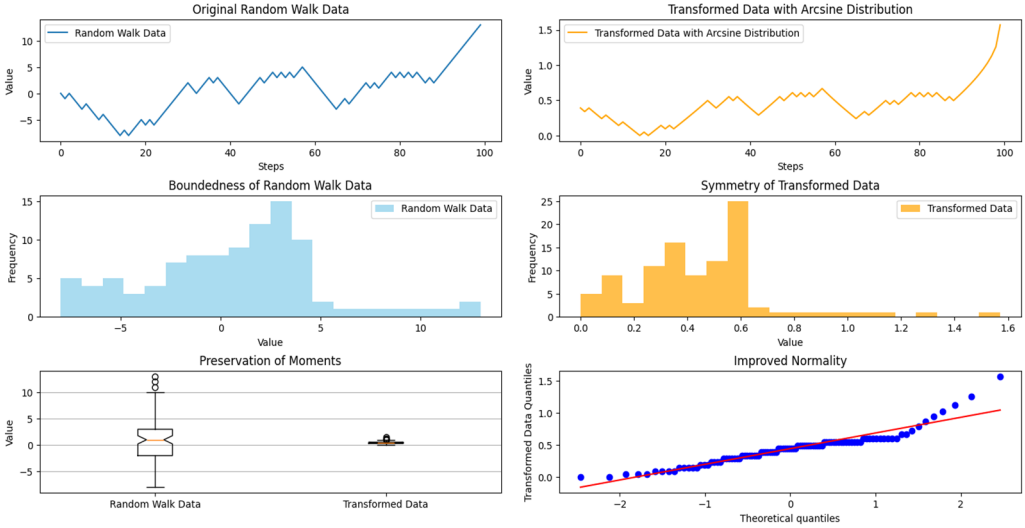 Original Random Walk Data
Random Walk Data
Value
10
5
0
−5
0
20
40
60
80
100
Steps
Transformed Data with Arcsine Distribution
Transformed Data with Arcsine Distribution
Value
1.5
1.0
0.5
0.0
0
20
40
60
80
100
Steps
Boundedness of Random Walk Data
Random Walk Data
Frequency
15
10
5
0
−5
0
5
10
Value
Symmetry of Transformed Data
Transformed Data
Frequency
25
20
15
10
5
0
0.0
0.2
0.4
0.6
0.8
1.0
1.2
1.4
1.6
Value
Preservation of Moments
Value
10
5
0
−5
Random Walk Data
Transformed Data
Improved Normality
Transformed Data Quantiles
1.5
1.0
0.5
0.0
−2
−1
0
1
2
Theoretical quantiles